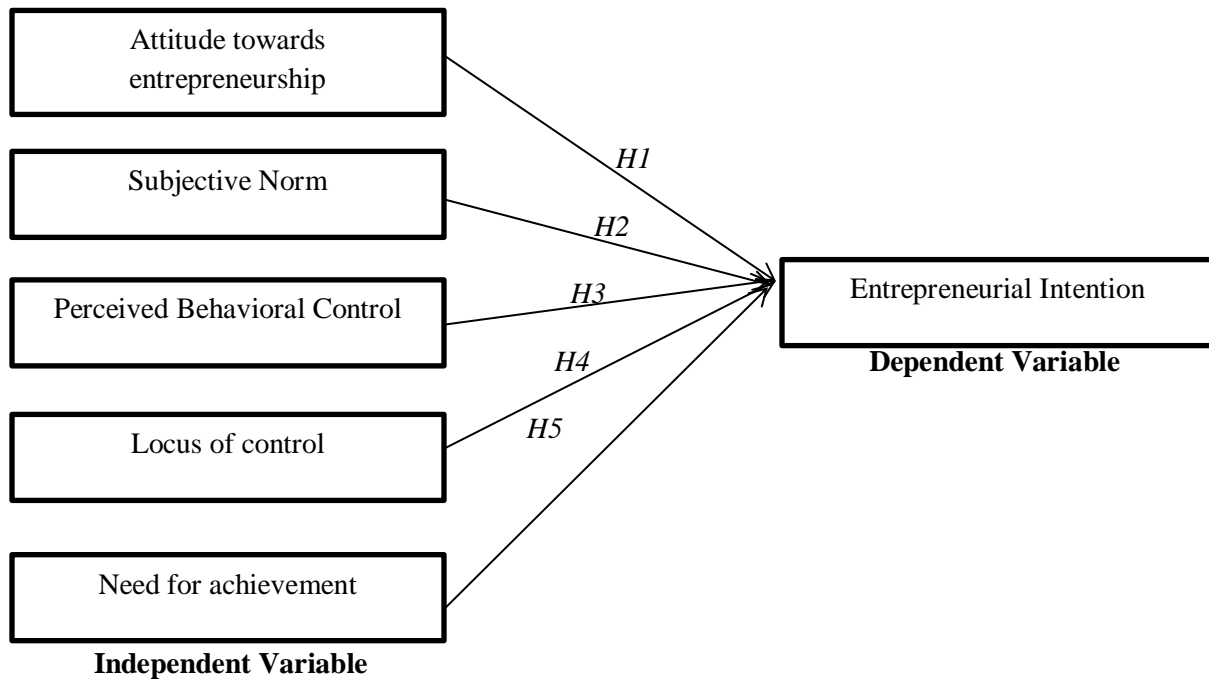 Attitude towards
entrepreneurship
H1
Subjective Norm
H2
Perceived Behavioral Control
H3
Entrepreneurial Intention
Dependent Variable
H4
Locus of control
H5
Need for achievement
Independent Variable